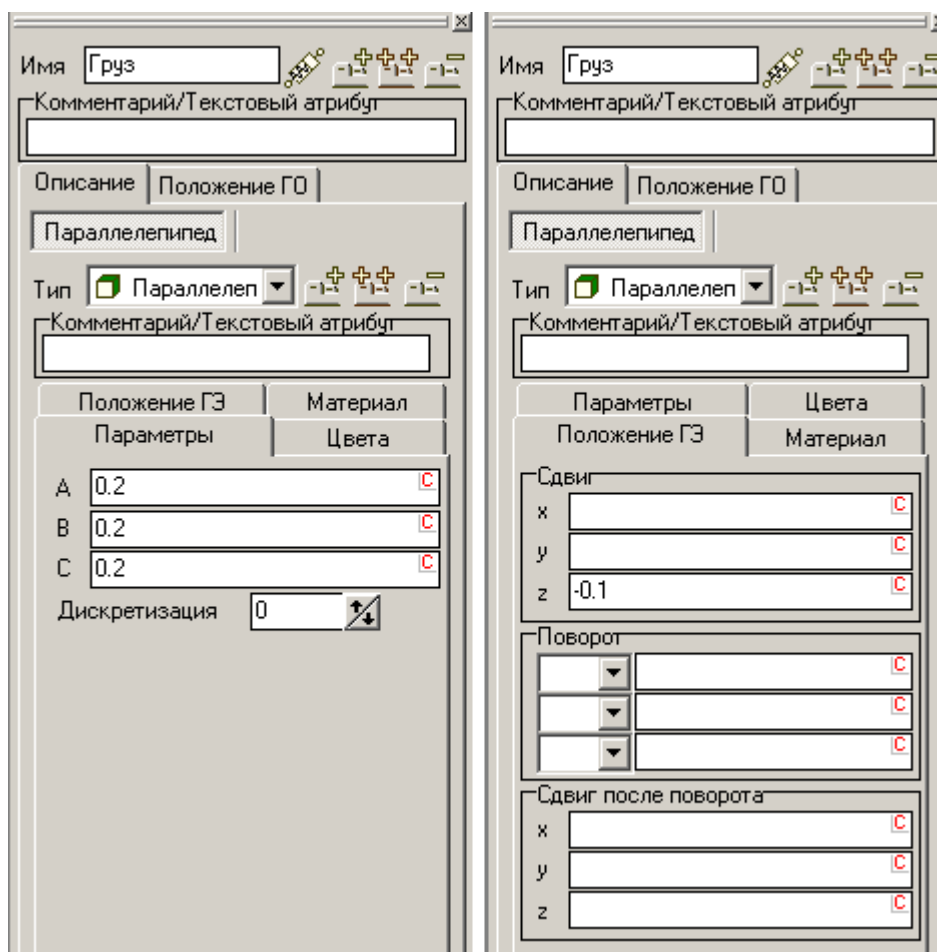 Имя Груз
Комментарий/Текстовый атрибут
Описание Положение ГО
Параллелепипед
Тип Параллелеп
Комментарий/Текстовый атрибут
Положение ГЭ Материал
Параметры Цвета
A 0.2 C
B 0.2 C
C 0.2 C
Дискретизация 0
Имя Груз
Комментарий/Текстовый атрибут
Описание Положение ГО
Параллелепипед
Тип Параллелеп
Комментарий/Текстовый атрибут
Параметры Цвета
Положение ГЭ Материал
Сдвиг
x C
y C
z -0.1 C
Поворот
C
C
C
Сдвиг после поворота
x C
y C
z C